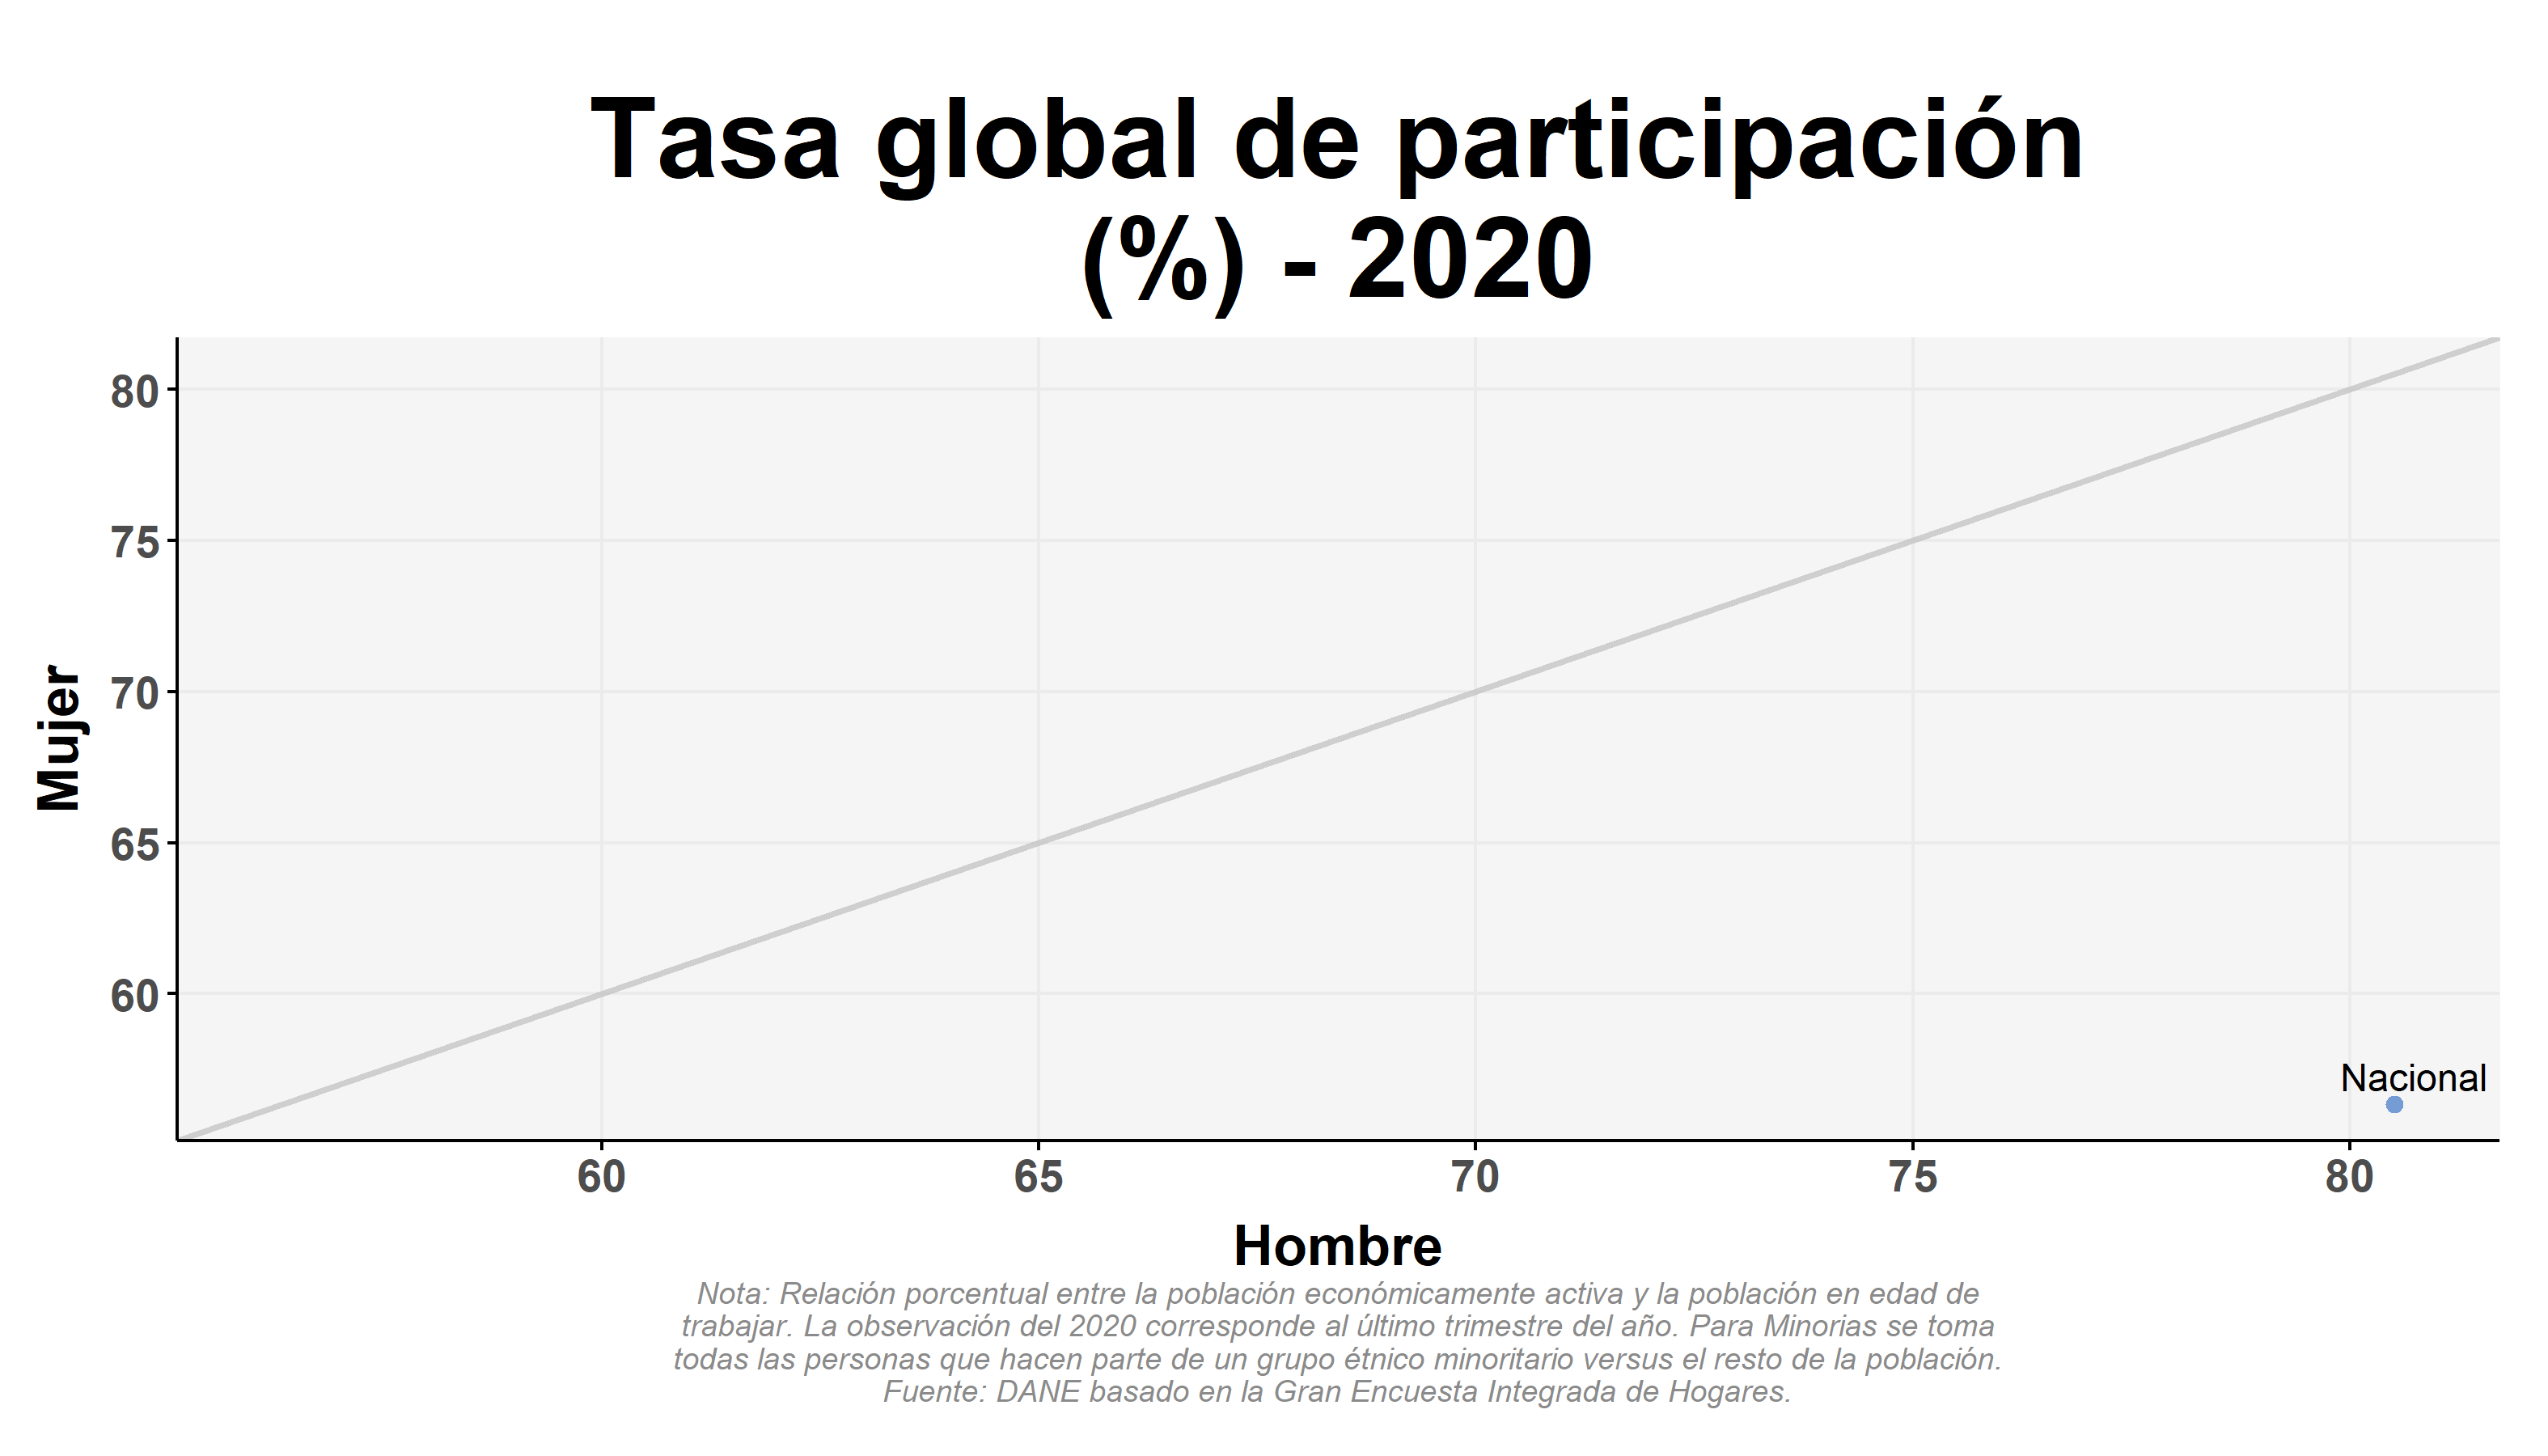 Tasa global de participación
(%) - 2020
80
75
70
65
60
Mujer
Nacional
60 65 70 75 80
Hombre
Nota: Relación porcentual entre la población económicamente activa y la población en edad de
trabajar. La observación del 2020 corresponde al último trimestre del año. Para Minorias se toma
todas las personas que hacen parte de un grupo étnico minoritario versus el resto de la población.
Fuente: DANE basado en la Gran Encuesta Integrada de Hogares.